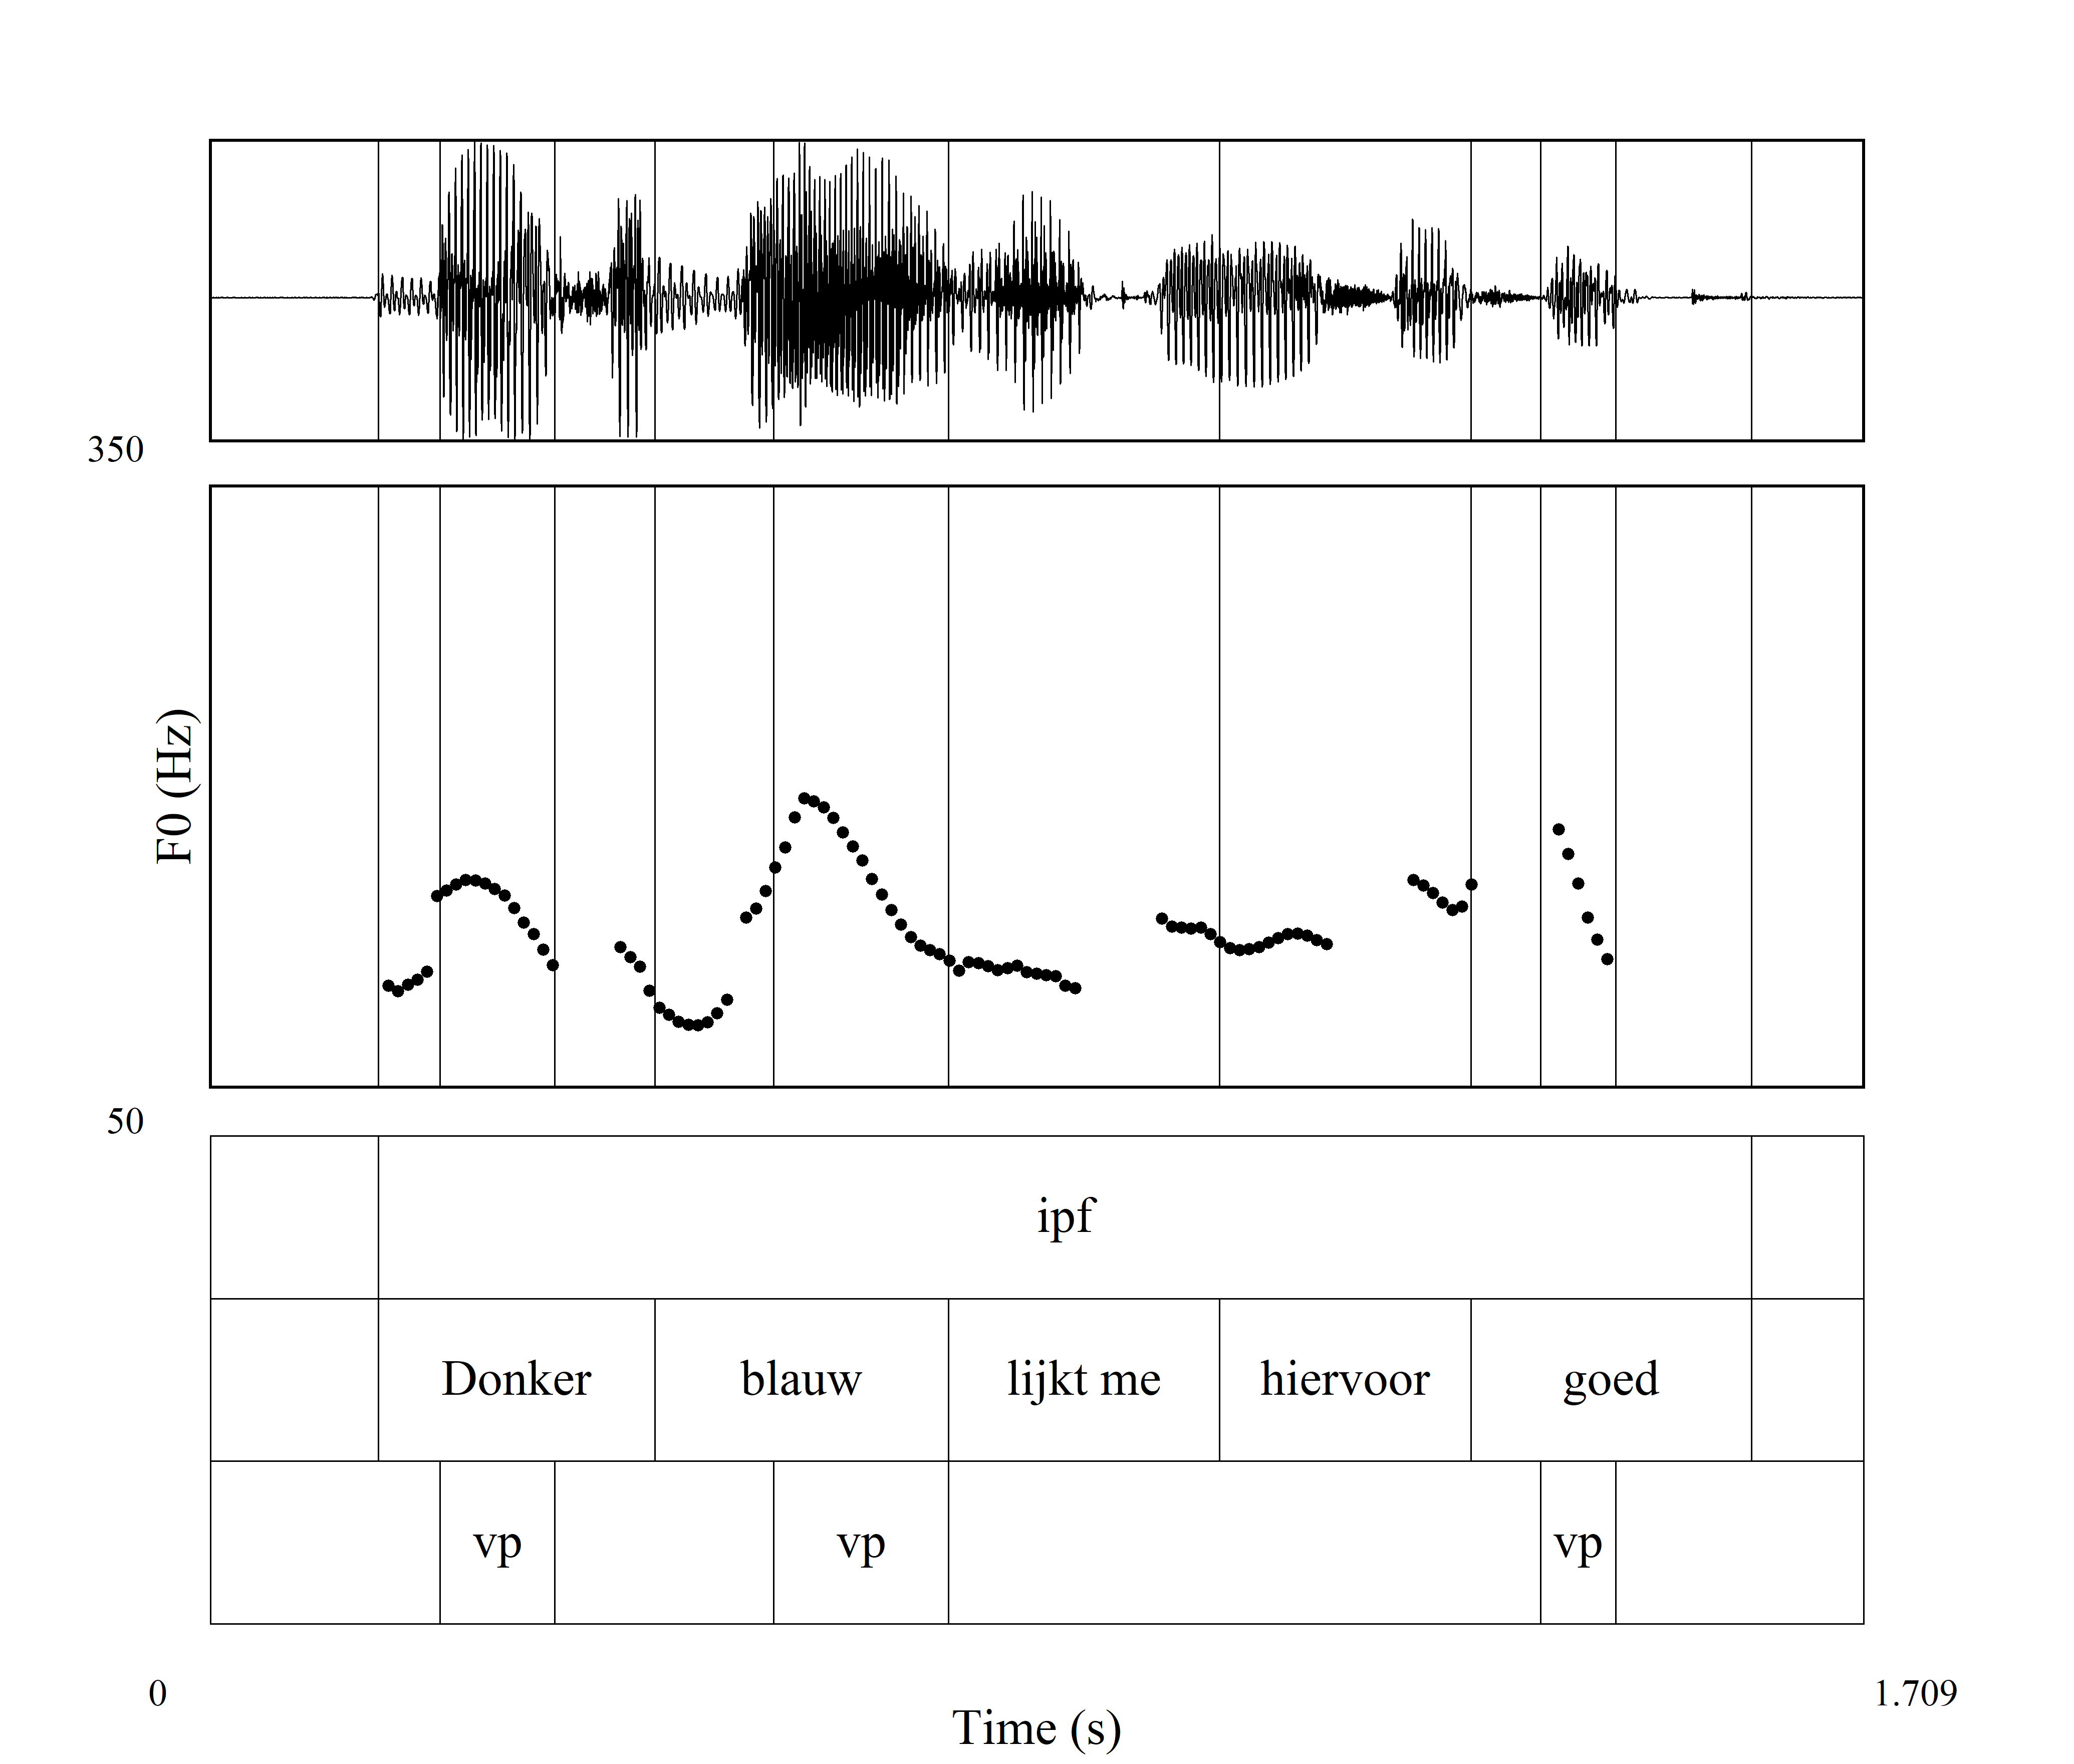 350
F0 (Hz)
50
ipf
Donker blauw lijkt me hiervoor goed
vp vp vp
0 1.709
Time (s)